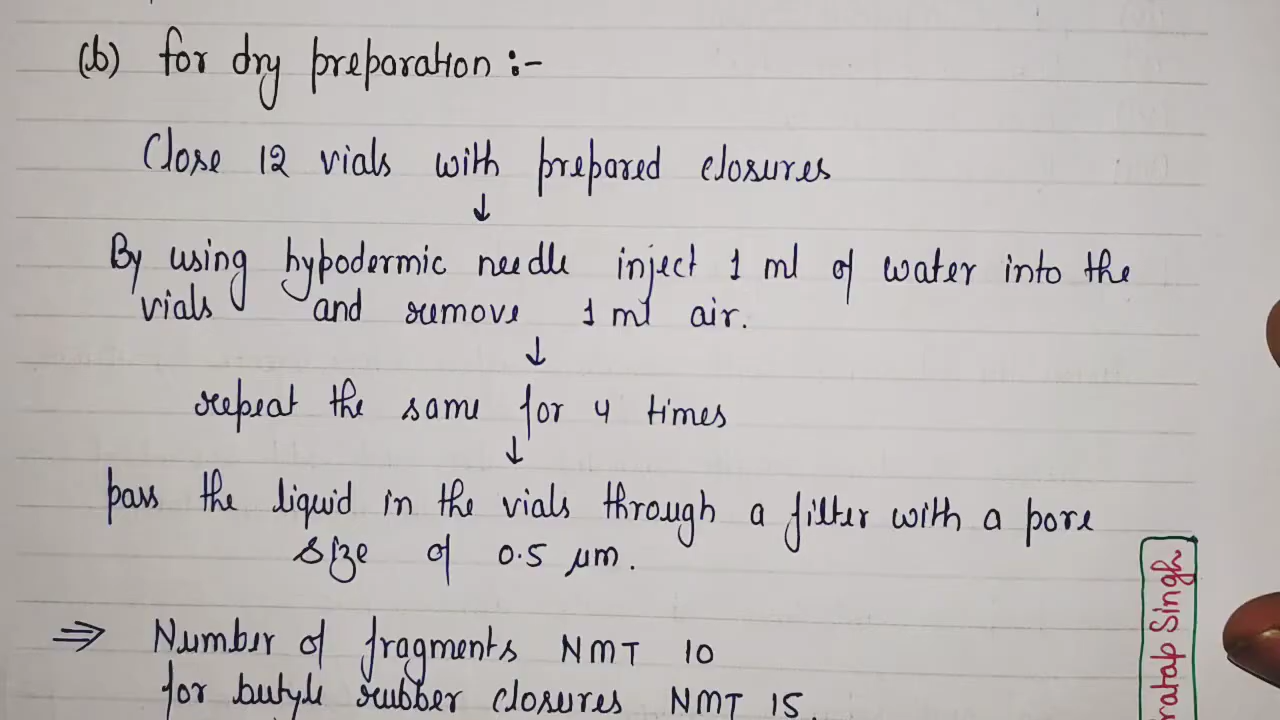 (b) for dry preparation :-
Close 12 vials with prepared closures
↓
By using hypodermic needle inject 1 ml of water into the
vials and remove 1 ml air.
↓
repeat the same for 4 times
↓
pass the liquid in the vials through a filter with a pore
size of 0.5 μm.
⇒ Number of fragments NMT 10
for butyle rubber closures NMT 15.
ratap Singh